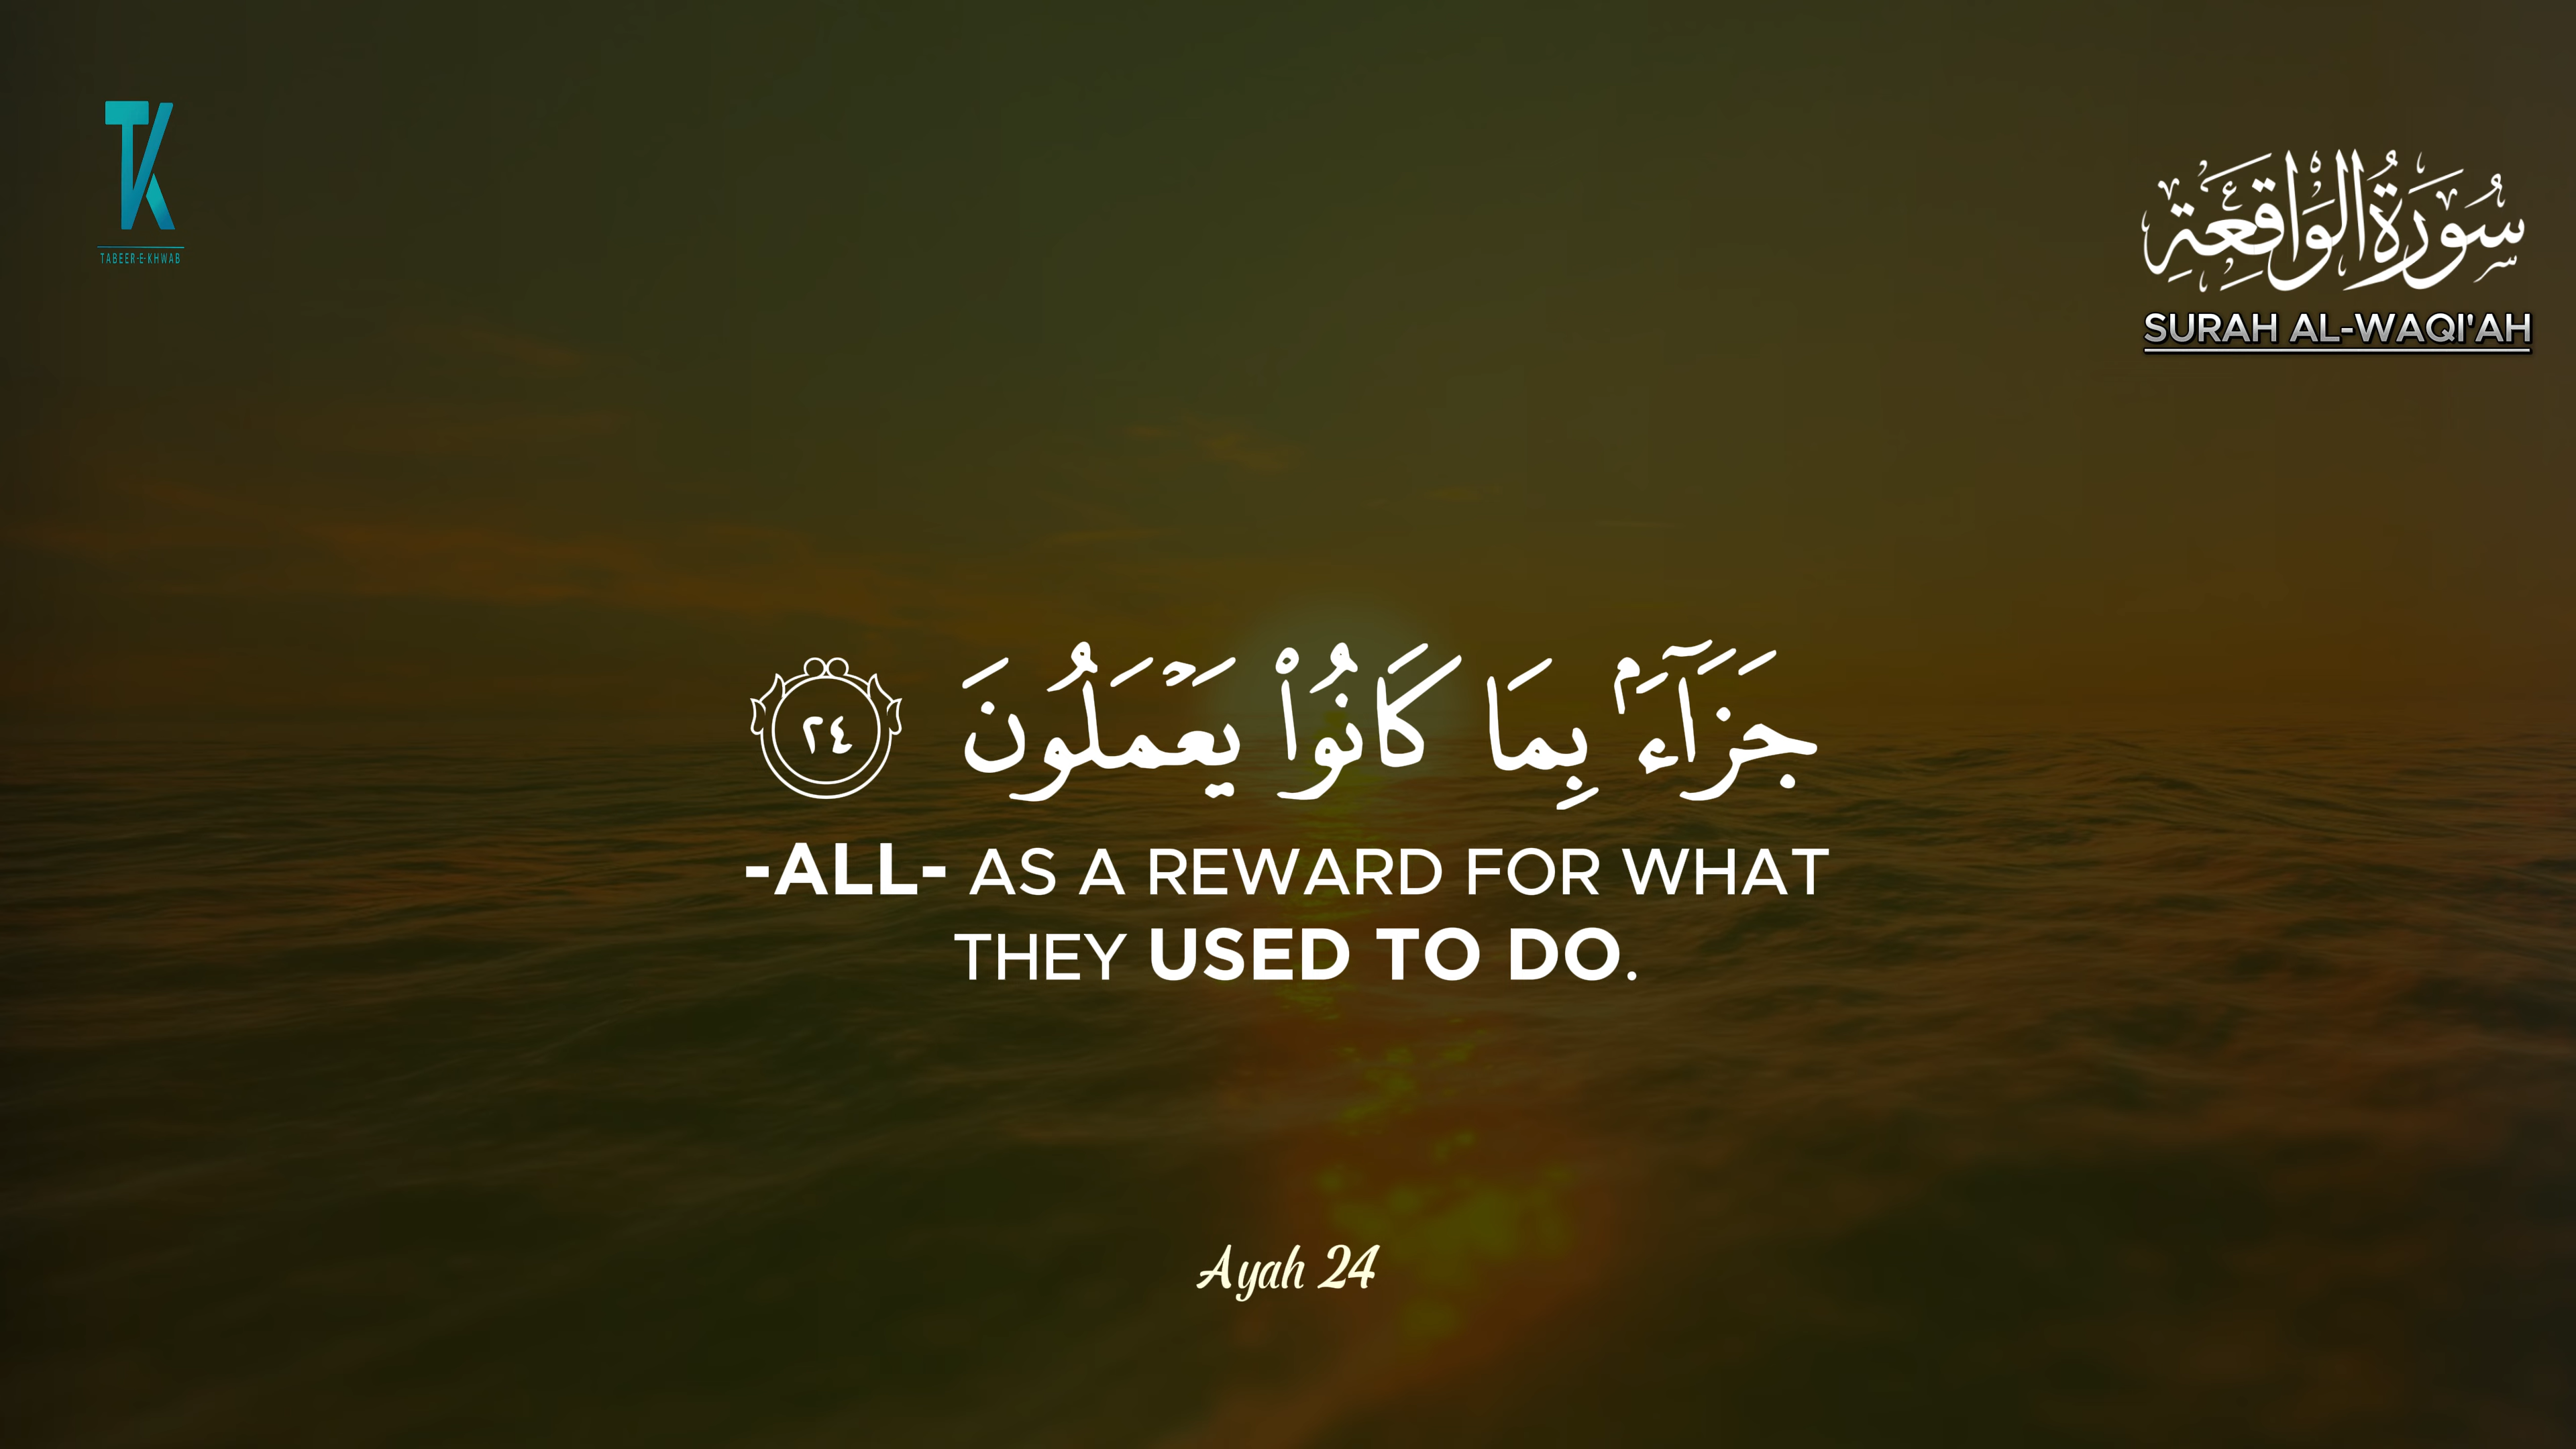 TK
TABEER-E-KHWAB
سُورَةُ الْوَاقِعَةِ
SURAH AL-WAQI'AH
جَزَآءَۢ بِمَا كَانُوا۟ يَعْمَلُونَ ٢٤
-ALL- AS A REWARD FOR WHAT
THEY USED TO DO.
Ayah 24